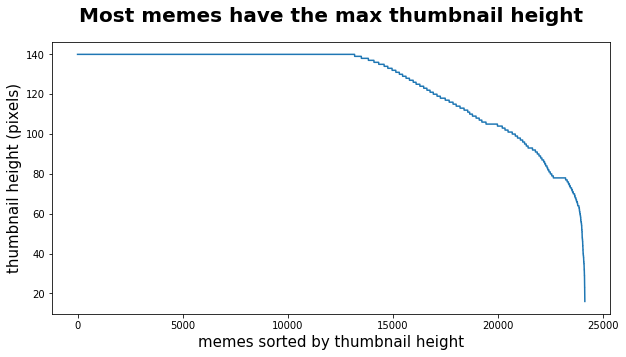 Most memes have the max thumbnail height
140
120
100
80
60
40
20
thumbnail height (pixels)
0 5000 10000 15000 20000 25000
memes sorted by thumbnail height